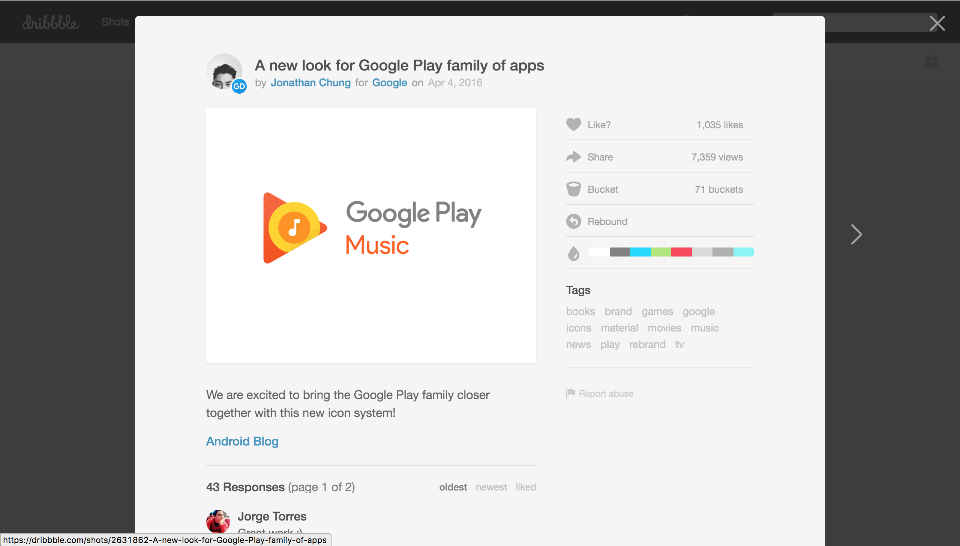 dribbble
Shots
A new look for Google Play family of apps
GD
by Jonathan Chung for Google on Apr 4, 2016
Google Play
Music
Like? 1,035 likes
Share 7,359 views
Bucket 71 buckets
Rebound
Tags
books brand games google
icons material movies music
news play rebrand tv
Report abuse
We are excited to bring the Google Play family closer
together with this new icon system!
Android Blog
43 Responses (page 1 of 2) oldest newest liked
Jorge Torres
Great work :)
https://dribbble.com/shots/2631862-A-new-look-for-Google-Play-family-of-apps